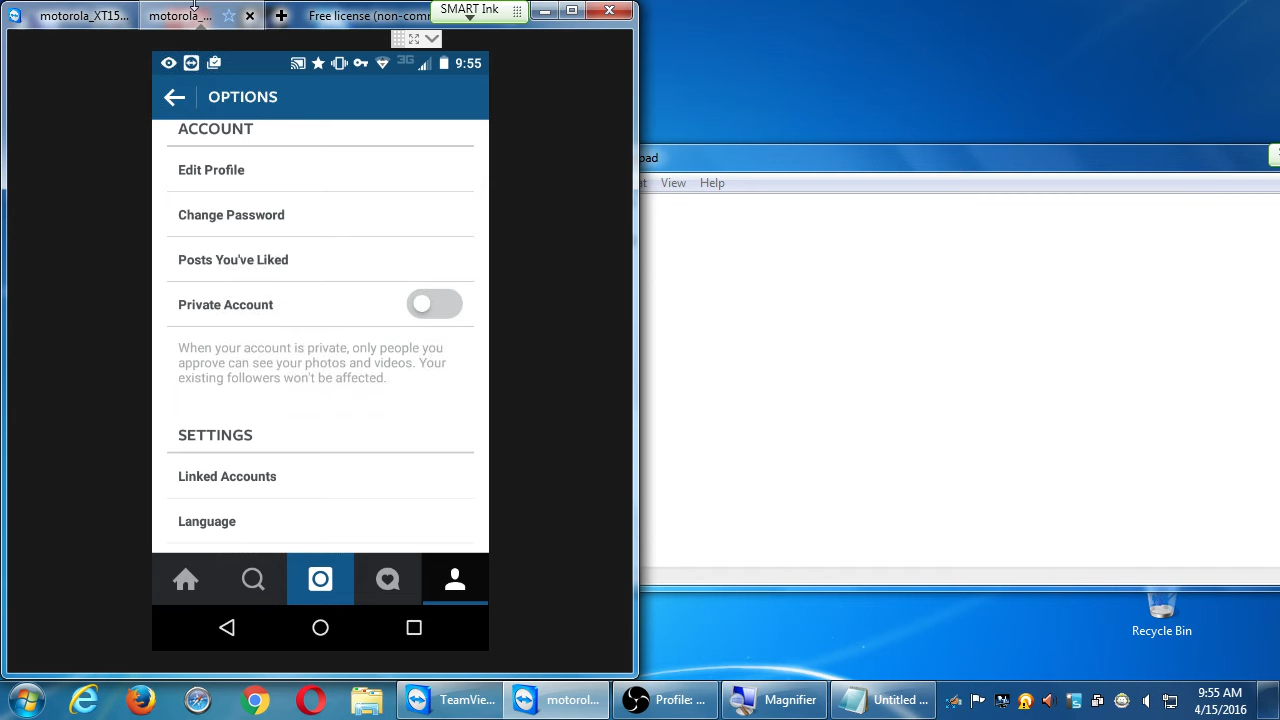 motorola_XT15...
motorola_...
Free license (non-comm
SMART Ink
3G
9:55
OPTIONS
ACCOUNT
Edit Profile
Change Password
Posts You've Liked
Private Account
When your account is private, only people you
approve can see your photos and videos. Your
existing followers won't be affected.
SETTINGS
Linked Accounts
Language
pad
at View Help
Recycle Bin
TeamVie...
motorol...
Profile: ...
Magnifier
Untitled ...
9:55 AM
4/15/2016